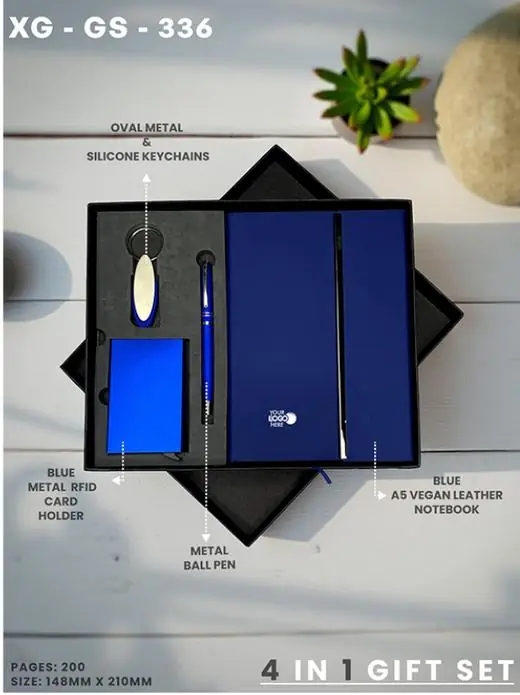 XG - GS - 336
OVAL METAL
&
SILICONE KEYCHAINS
YOUR
LOGO
HERE
BLUE
METAL RFID
CARD
HOLDER
BLUE
A5 VEGAN LEATHER
NOTEBOOK
METAL
BALL PEN
PAGES: 200
SIZE: 148MM X 210MM
4 IN 1 GIFT SET